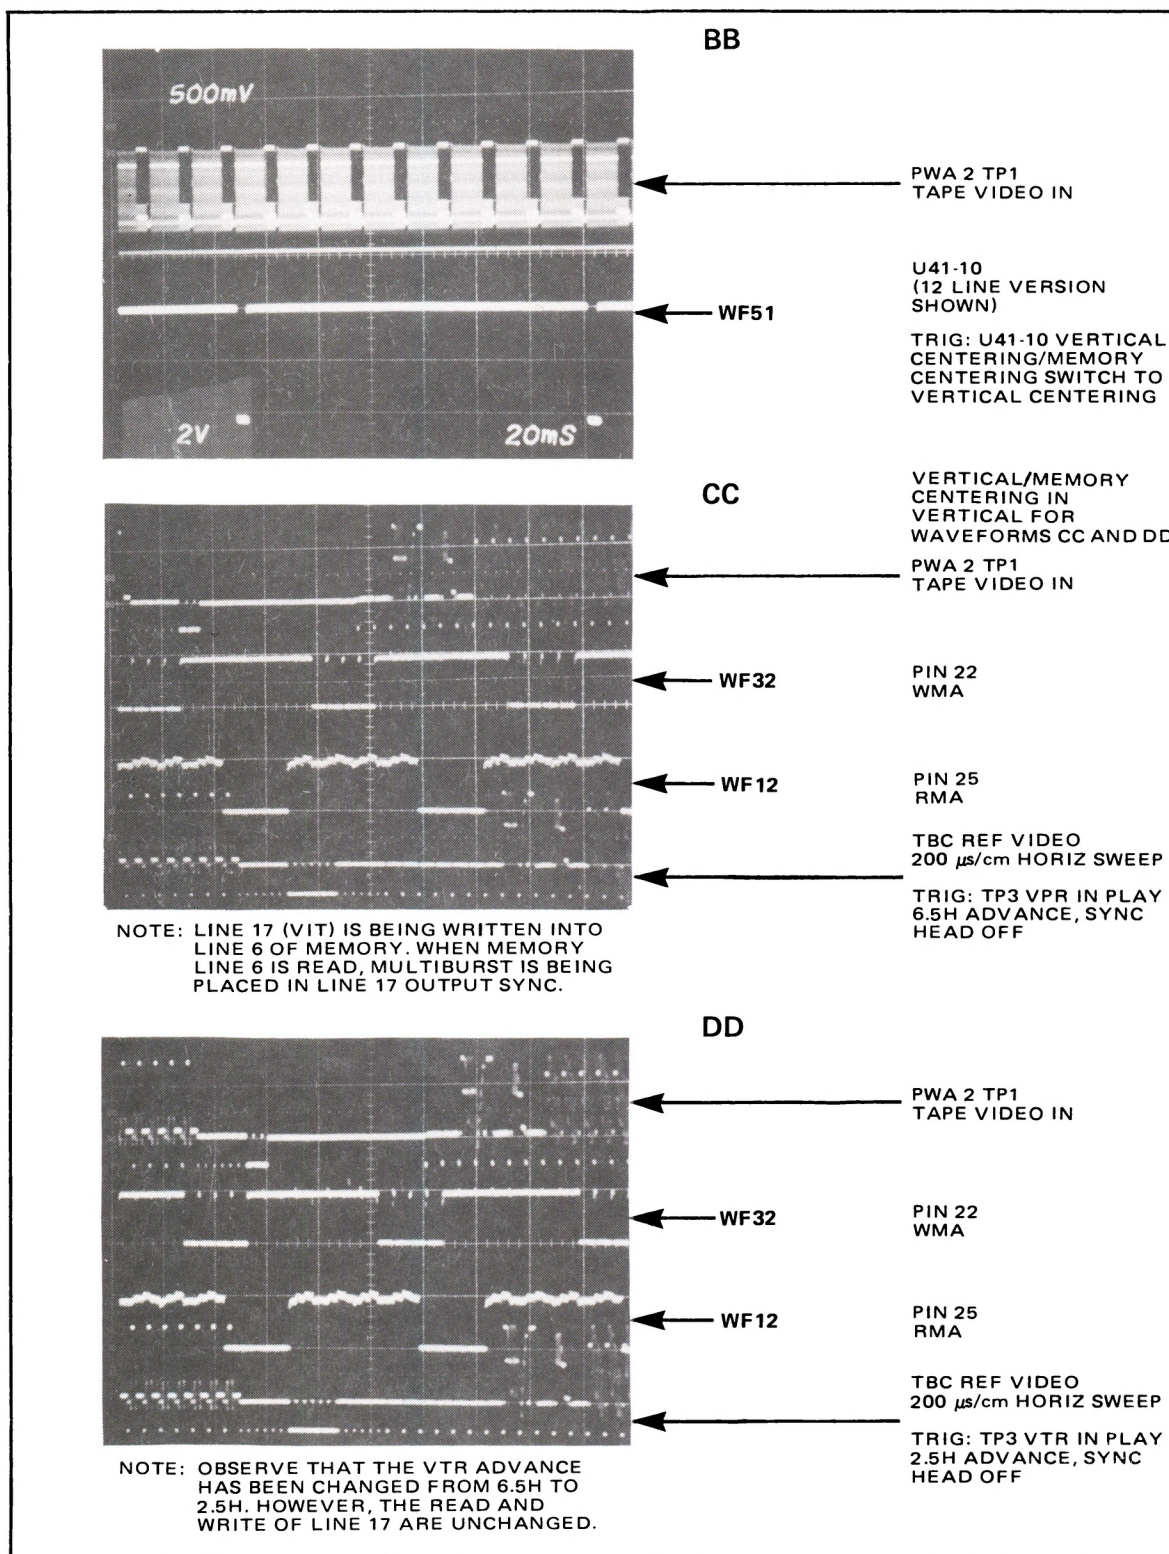 BB
500mV
PWA 2 TP1
TAPE VIDEO IN
U41-10
(12 LINE VERSION
SHOWN)
WF51
TRIG: U41-10 VERTICAL
CENTERING/MEMORY
CENTERING SWITCH TO
VERTICAL CENTERING
2V
20mS
CC
VERTICAL/MEMORY
CENTERING IN
VERTICAL FOR
WAVEFORMS CC AND DD
PWA 2 TP1
TAPE VIDEO IN
WF32
PIN 22
WMA
WF12
PIN 25
RMA
TBC REF VIDEO
200 μs/cm HORIZ SWEEP
TRIG: TP3 VPR IN PLAY
6.5H ADVANCE, SYNC
HEAD OFF
NOTE: LINE 17 (VIT) IS BEING WRITTEN INTO
LINE 6 OF MEMORY. WHEN MEMORY
LINE 6 IS READ, MULTIBURST IS BEING
PLACED IN LINE 17 OUTPUT SYNC.
DD
PWA 2 TP1
TAPE VIDEO IN
WF32
PIN 22
WMA
WF12
PIN 25
RMA
TBC REF VIDEO
200 μs/cm HORIZ SWEEP
TRIG: TP3 VTR IN PLAY
2.5H ADVANCE, SYNC
HEAD OFF
NOTE: OBSERVE THAT THE VTR ADVANCE
HAS BEEN CHANGED FROM 6.5H TO
2.5H. HOWEVER, THE READ AND
WRITE OF LINE 17 ARE UNCHANGED.